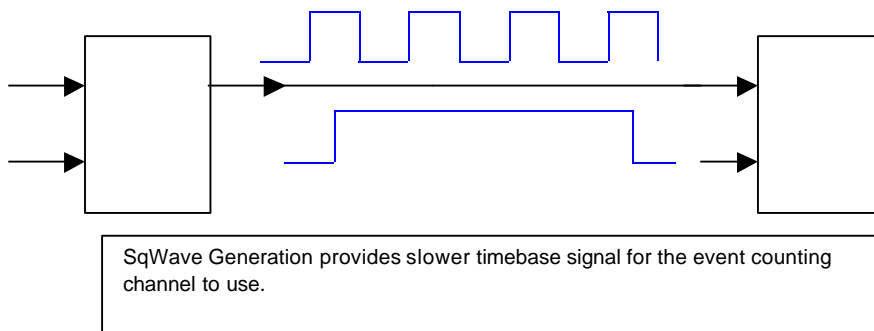 SqWave Generation provides slower timebase signal for the event counting
channel to use.